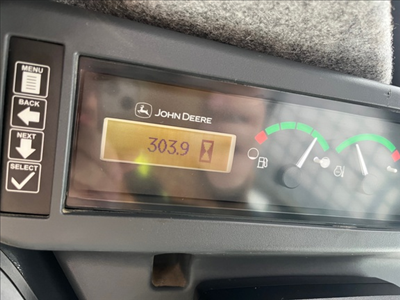 MENU
BACK
NEXT
SELECT
JOHN DEERE
303.9